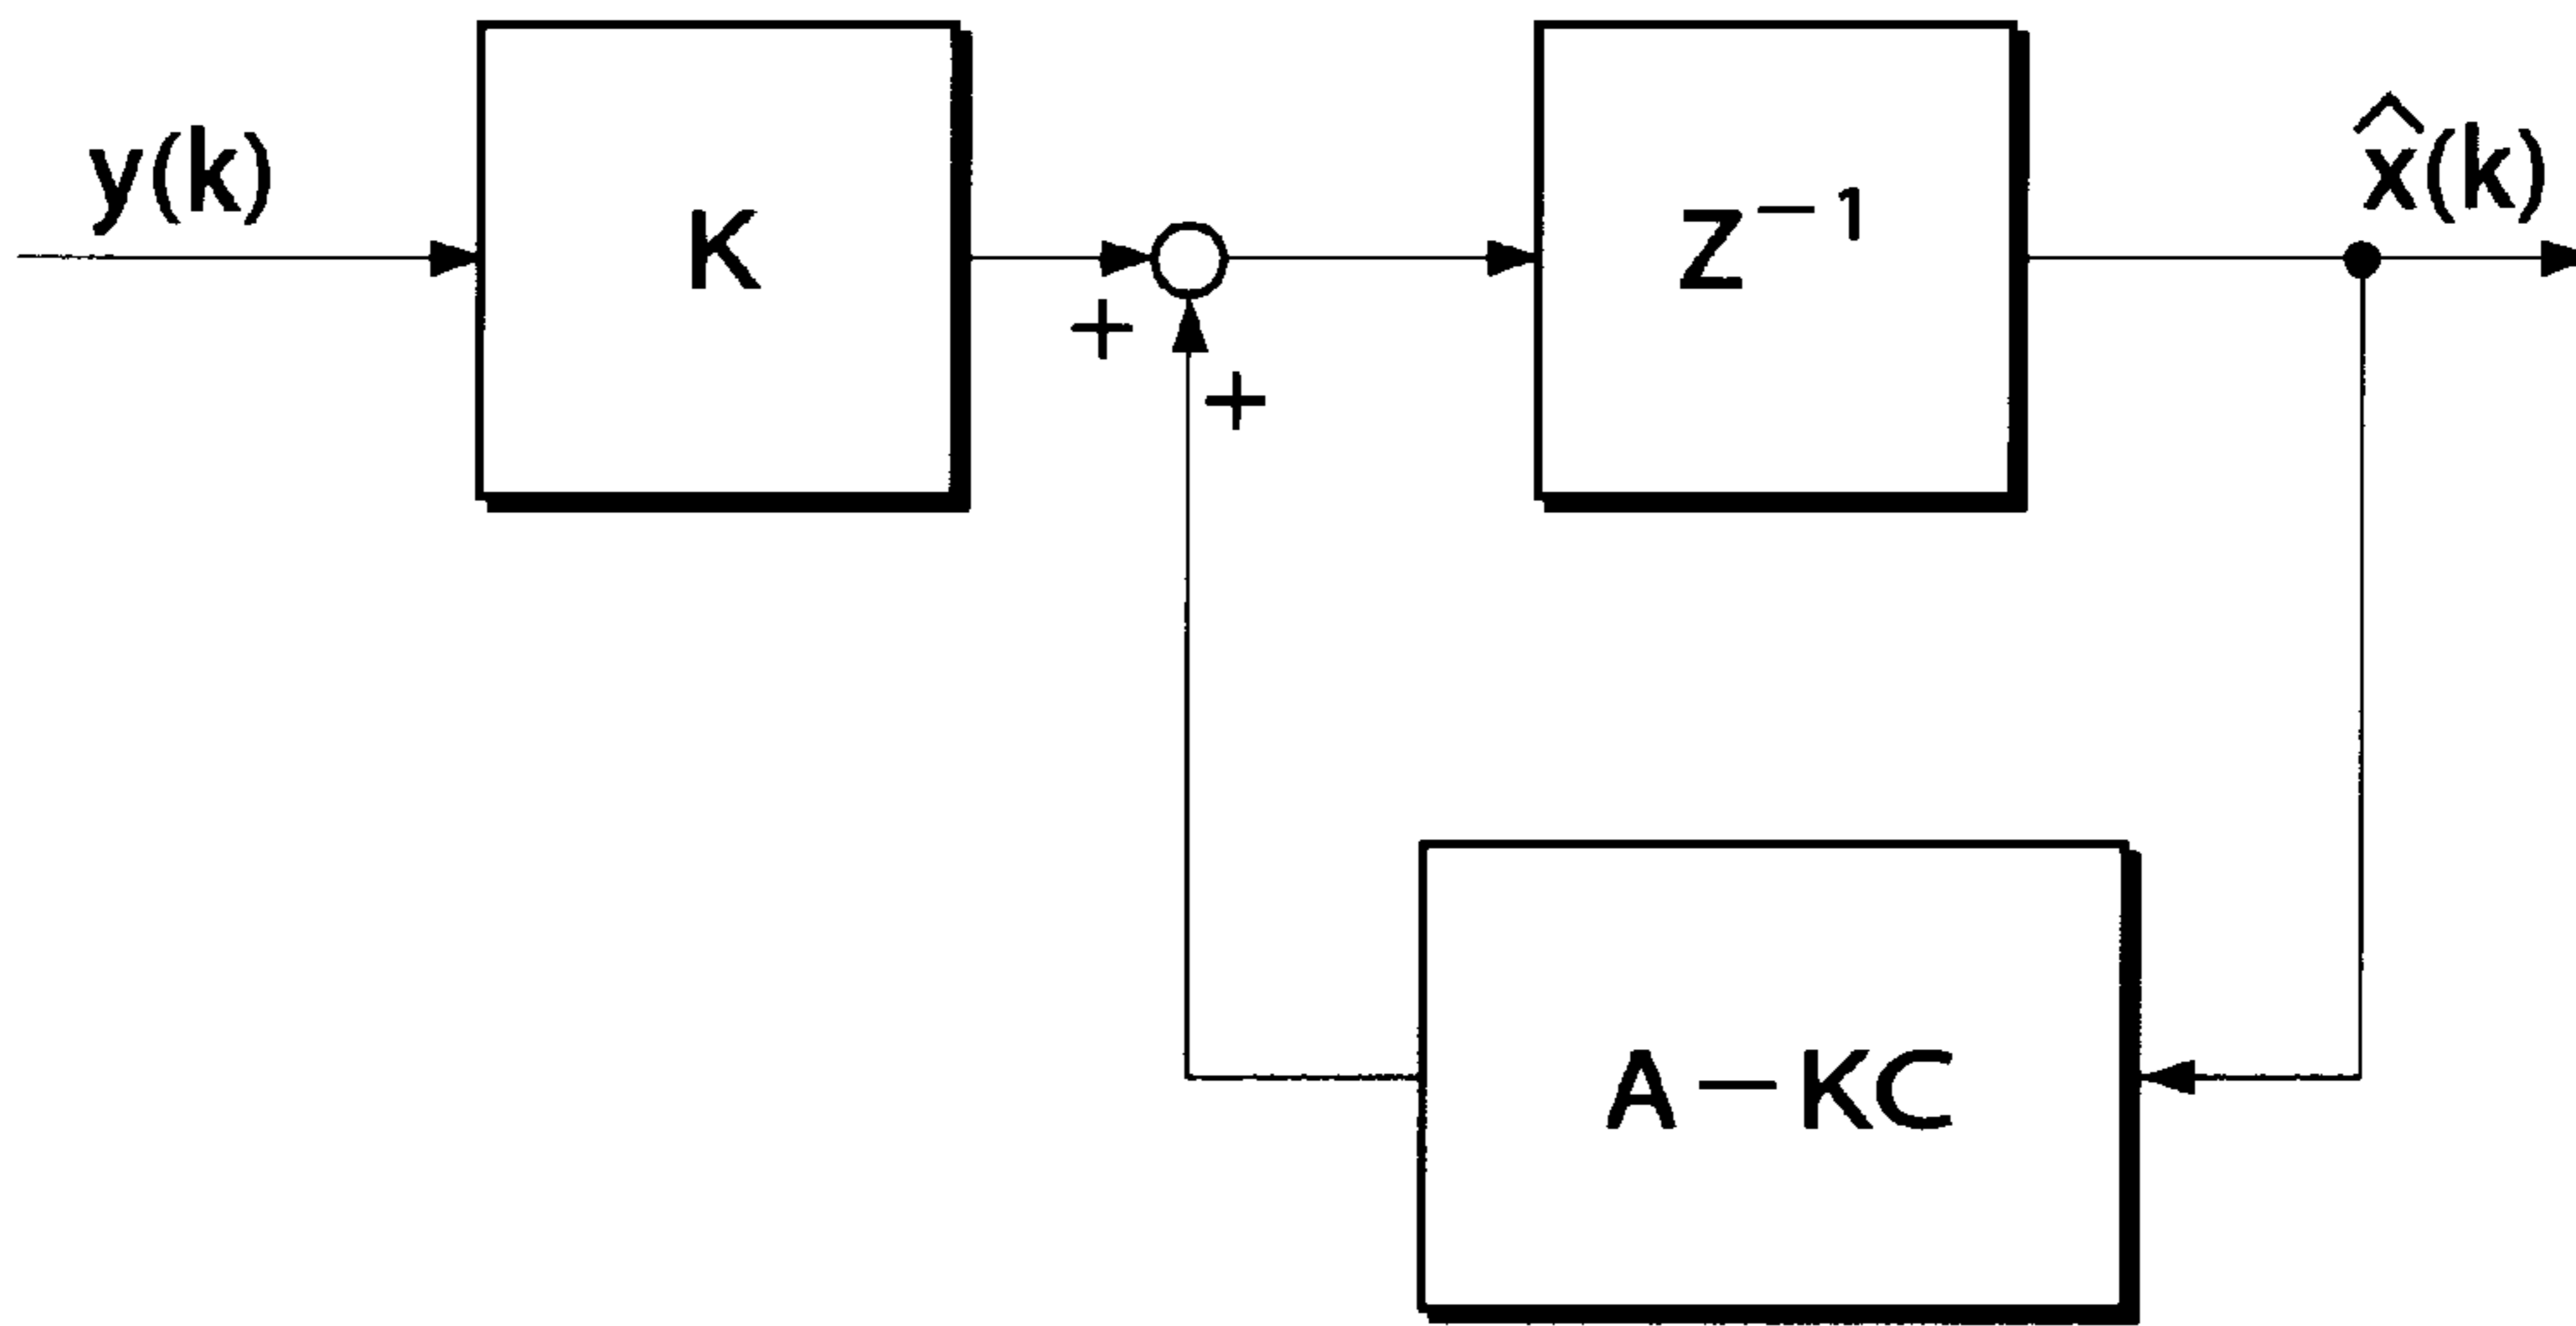 y(k)
K
+
+
Z⁻¹
x̂(k)
A－KC